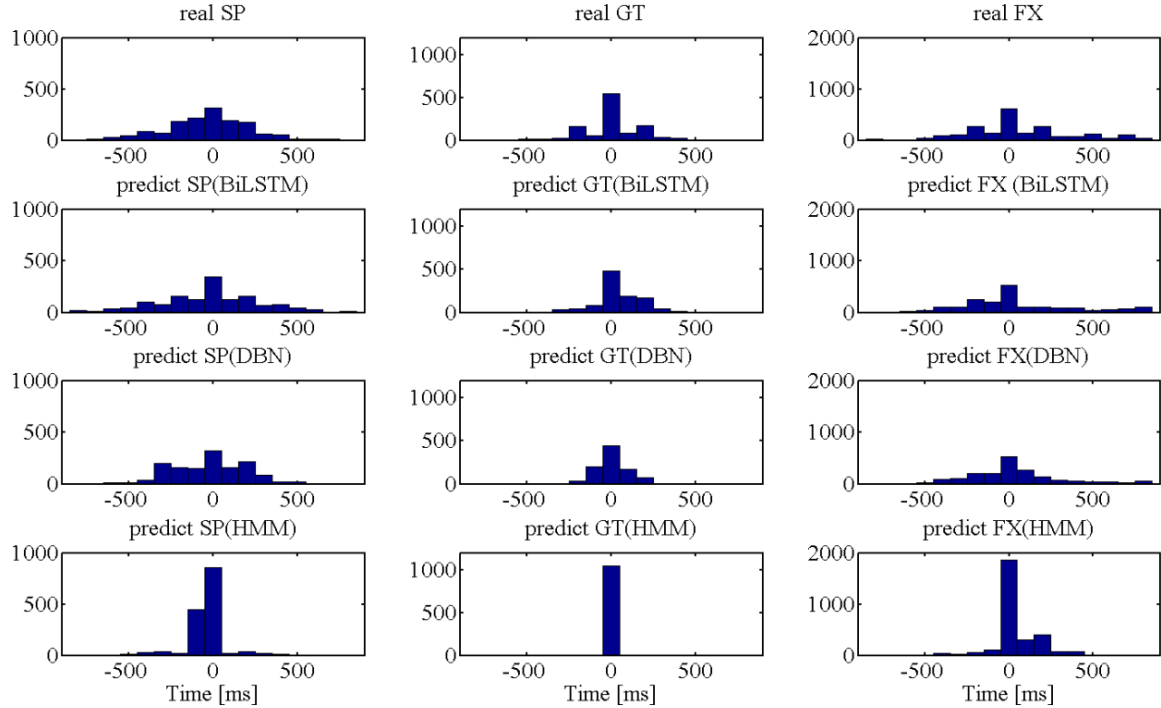 real SP real GT real FX
1000 1000 2000
500 500 1000
0 0 0
-500 0 500 -500 0 500 -500 0 500
predict SP(BiLSTM) predict GT(BiLSTM) predict FX (BiLSTM)
1000 1000 2000
500 500 1000
0 0 0
-500 0 500 -500 0 500 -500 0 500
predict SP(DBN) predict GT(DBN) predict FX(DBN)
1000 1000 2000
500 500 1000
0 0 0
-500 0 500 -500 0 500 -500 0 500
predict SP(HMM) predict GT(HMM) predict FX(HMM)
1000 1000 2000
500 500 1000
0 0 0
-500 0 500 -500 0 500 -500 0 500
Time [ms] Time [ms] Time [ms]